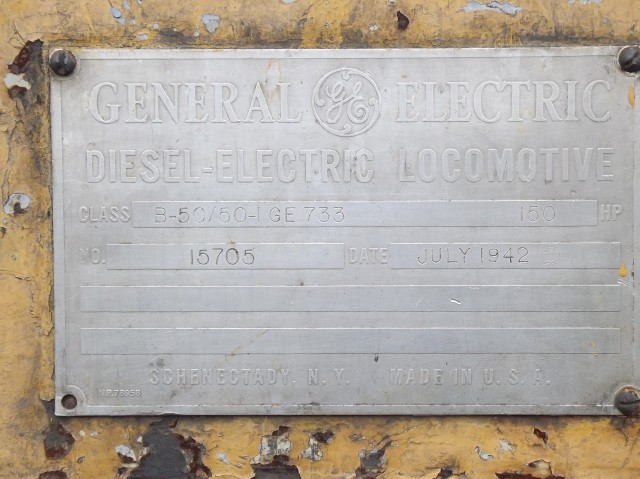 GENERAL GE ELECTRIC
DIESEL-ELECTRIC LOCOMOTIVE
CLASS B-50/50-1 GE 733 150 HP
NO. 15705 DATE JULY 1942
SCHENECTADY, N.Y. MADE IN U.S.A.